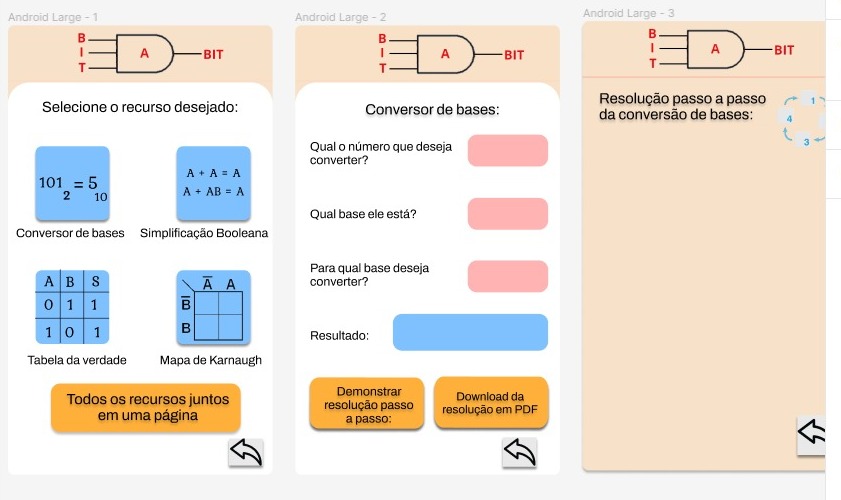 Android Large - 1
B
I
T
A
BIT
Selecione o recurso desejado:
101 2 = 5 10
Conversor de bases
A + A = A
A + AB = A
Simplificação Booleana
A B S
0 1 1
1 0 1
Tabela da verdade
A̅ A
B̅
B
Mapa de Karnaugh
Todos os recursos juntos
em uma página
Android Large - 2
B
I
T
A
BIT
Conversor de bases:
Qual o número que deseja
converter?
Qual base ele está?
Para qual base deseja
converter?
Resultado:
Demonstrar
resolução passo
a passo:
Download da
resolução em PDF
Android Large - 3
B
I
T
A
BIT
Resolução passo a passo
da conversão de bases:
1
4
3